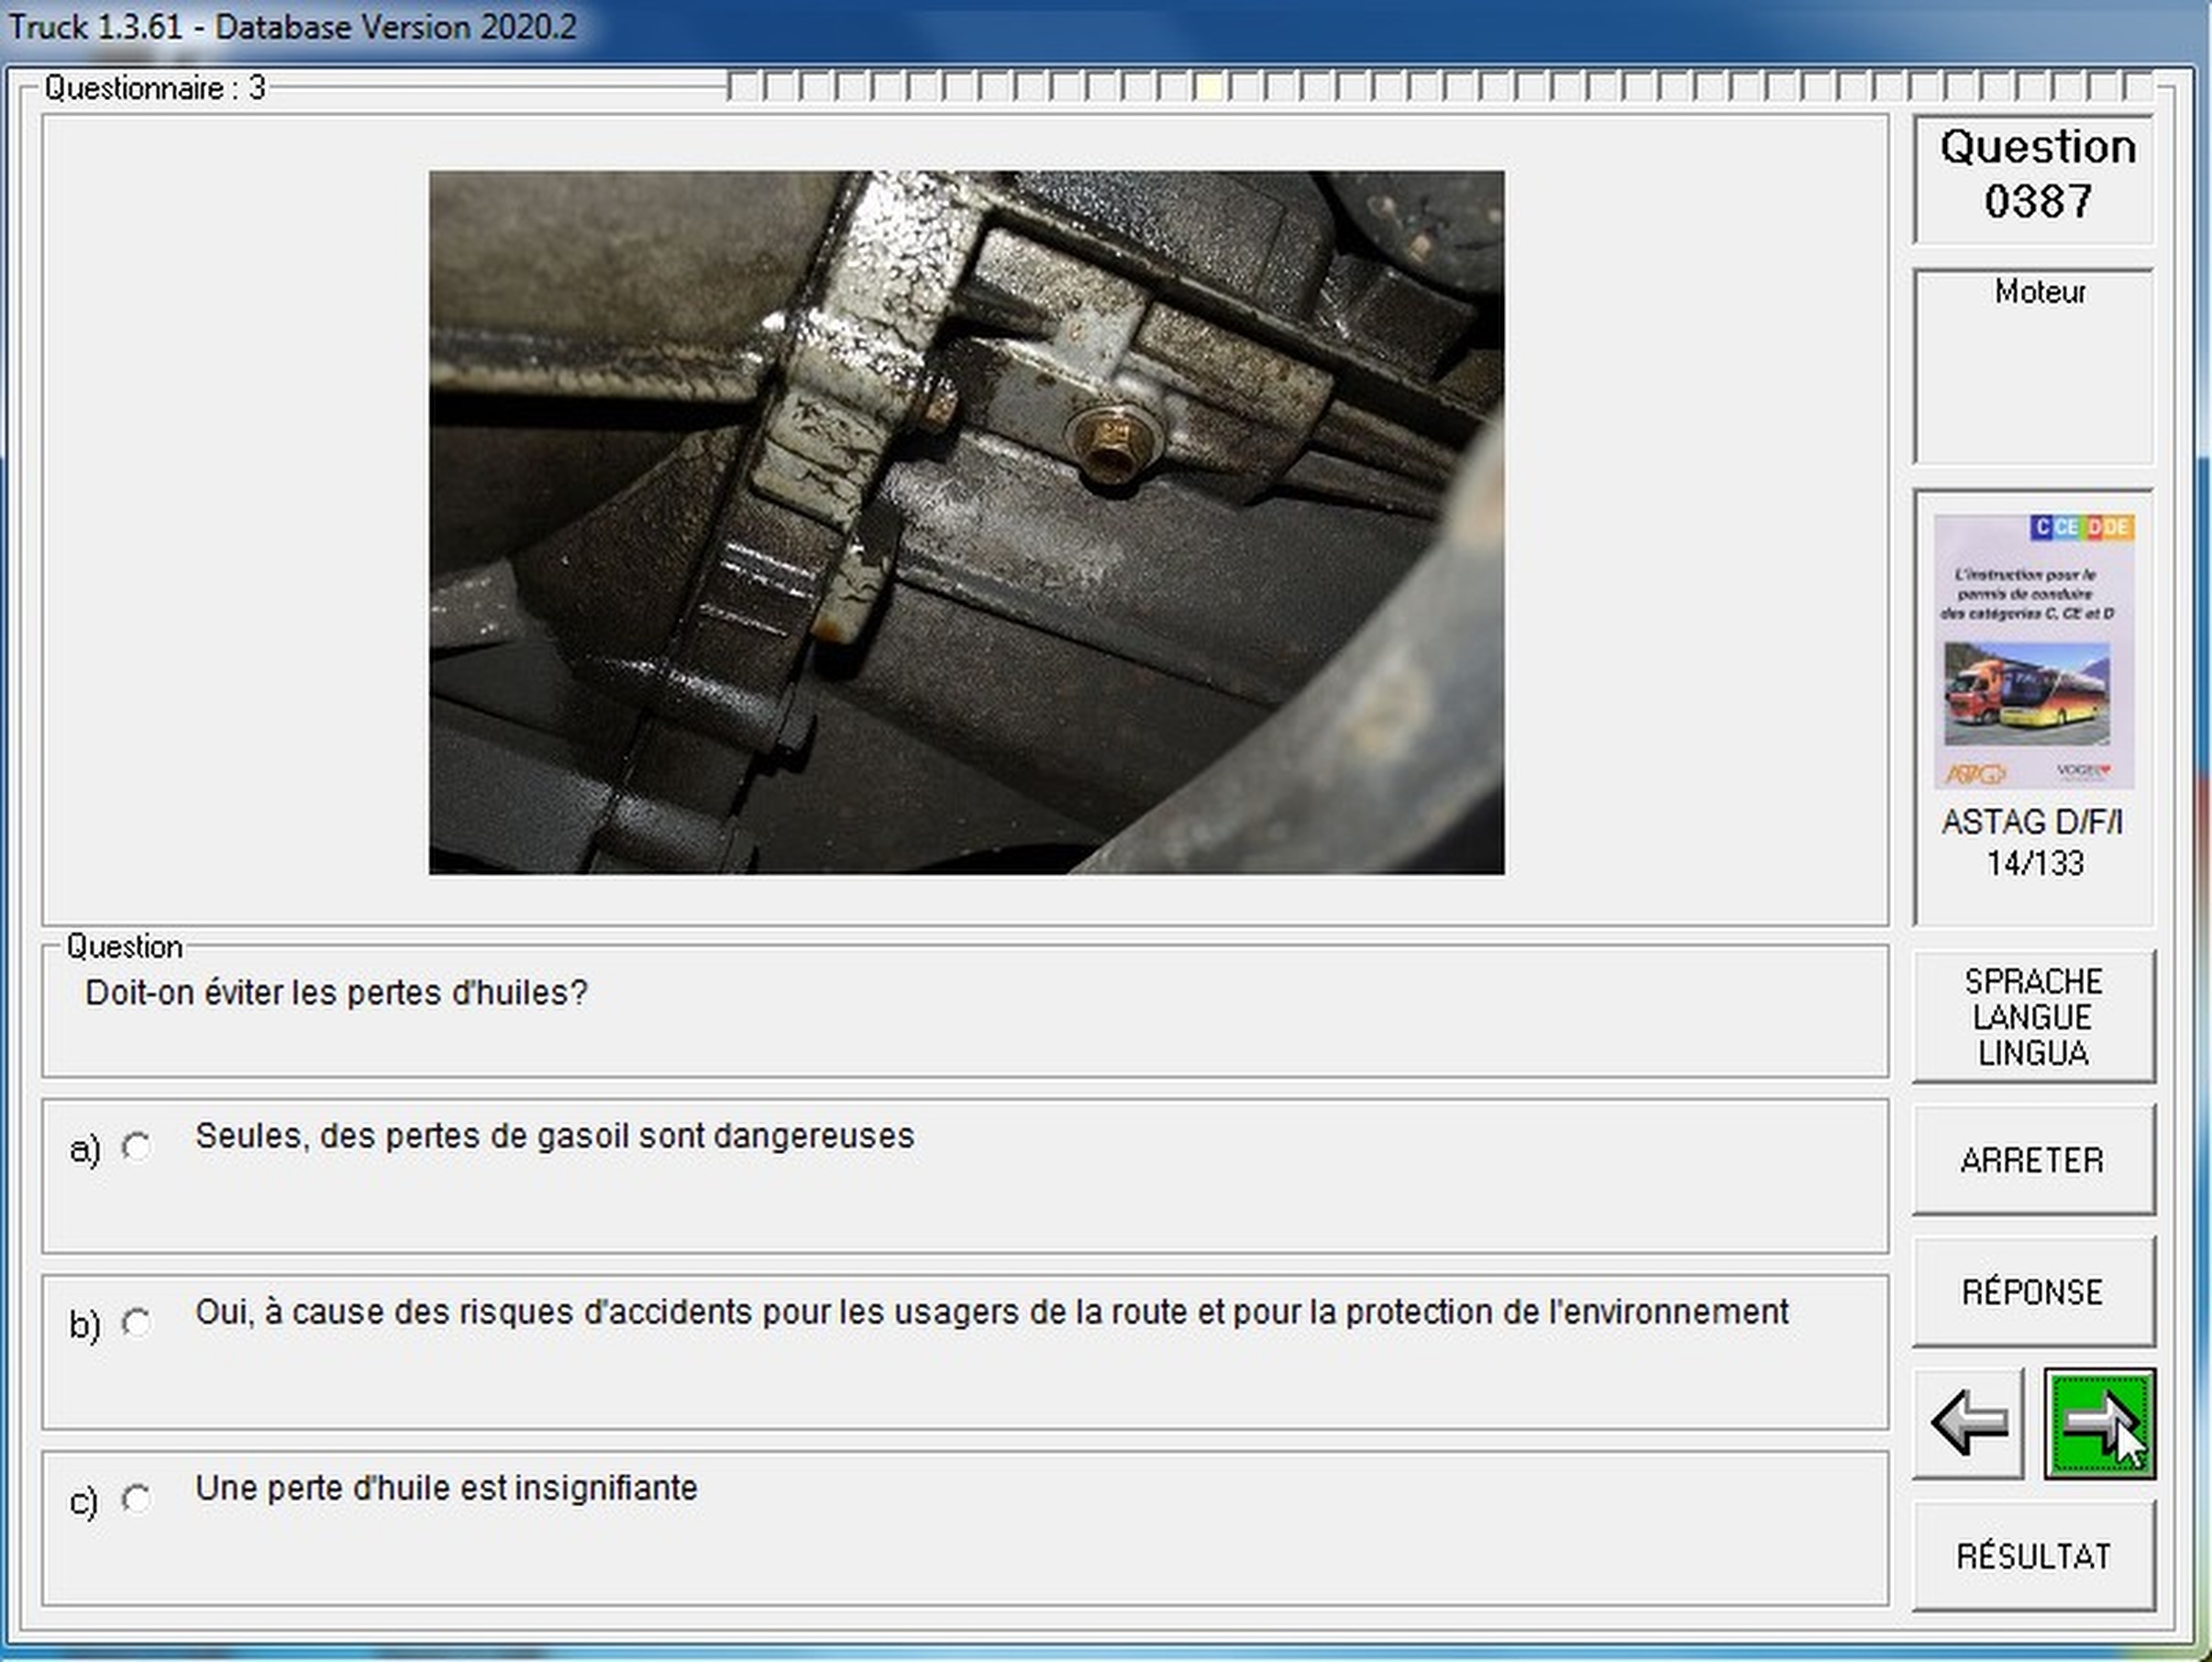 Truck 1.3.61 - Database Version 2020.2
Questionnaire : 3
Question
0387
Moteur
C CE D DE
L'instruction pour le
permis de conduire
des catégories C, CE et D
ASTAG
VOGEL
ASTAG D/F/I
14/133
Question
Doit-on éviter les pertes d'huiles?
a) Seules, des pertes de gasoil sont dangereuses
b) Oui, à cause des risques d'accidents pour les usagers de la route et pour la protection de l'environnement
c) Une perte d'huile est insignifiante
SPRACHE
LANGUE
LINGUA
ARRETER
RÉPONSE
RÉSULTAT